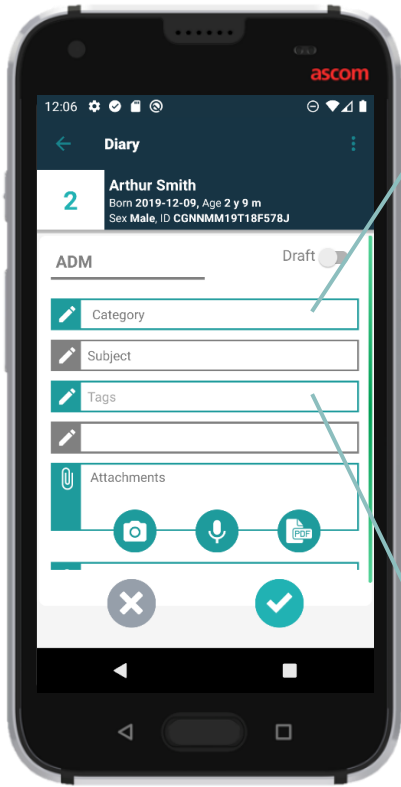 ascom
12:06
Diary
2
Arthur Smith
Born 2019-12-09, Age 2 y 9 m
Sex Male, ID CGNNMM19T18F578J
ADM
Draft
Category
Subject
Tags
Attachments
PDF